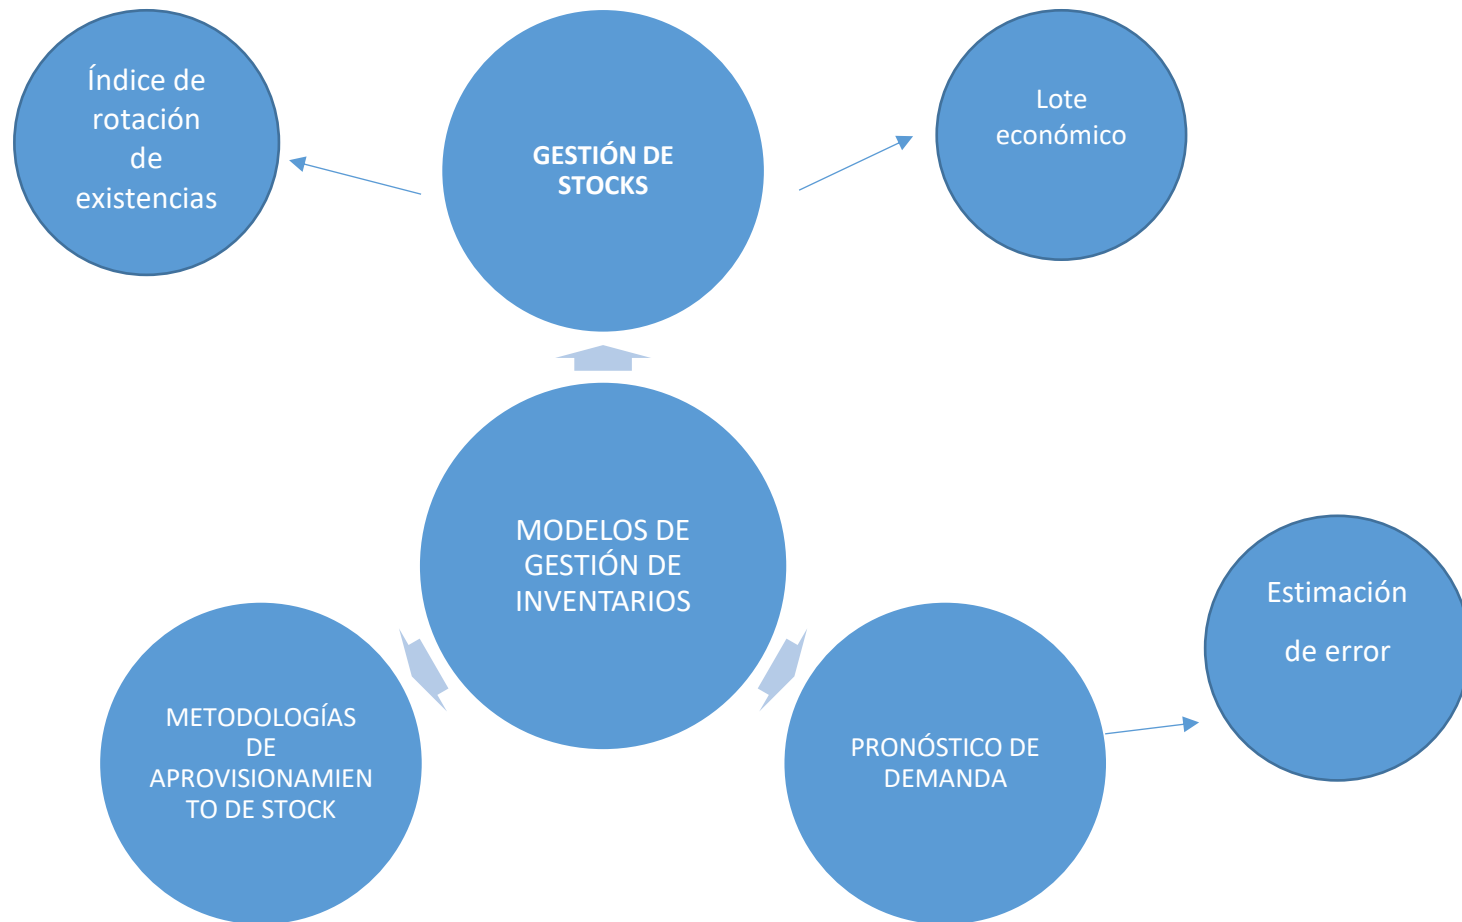 Índice de
rotación
de
existencias
GESTIÓN DE
STOCKS
Lote
económico
MODELOS DE
GESTIÓN DE
INVENTARIOS
Estimación
de error
METODOLOGÍAS
DE
APROVISIONAMIEN
TO DE STOCK
PRONÓSTICO DE
DEMANDA